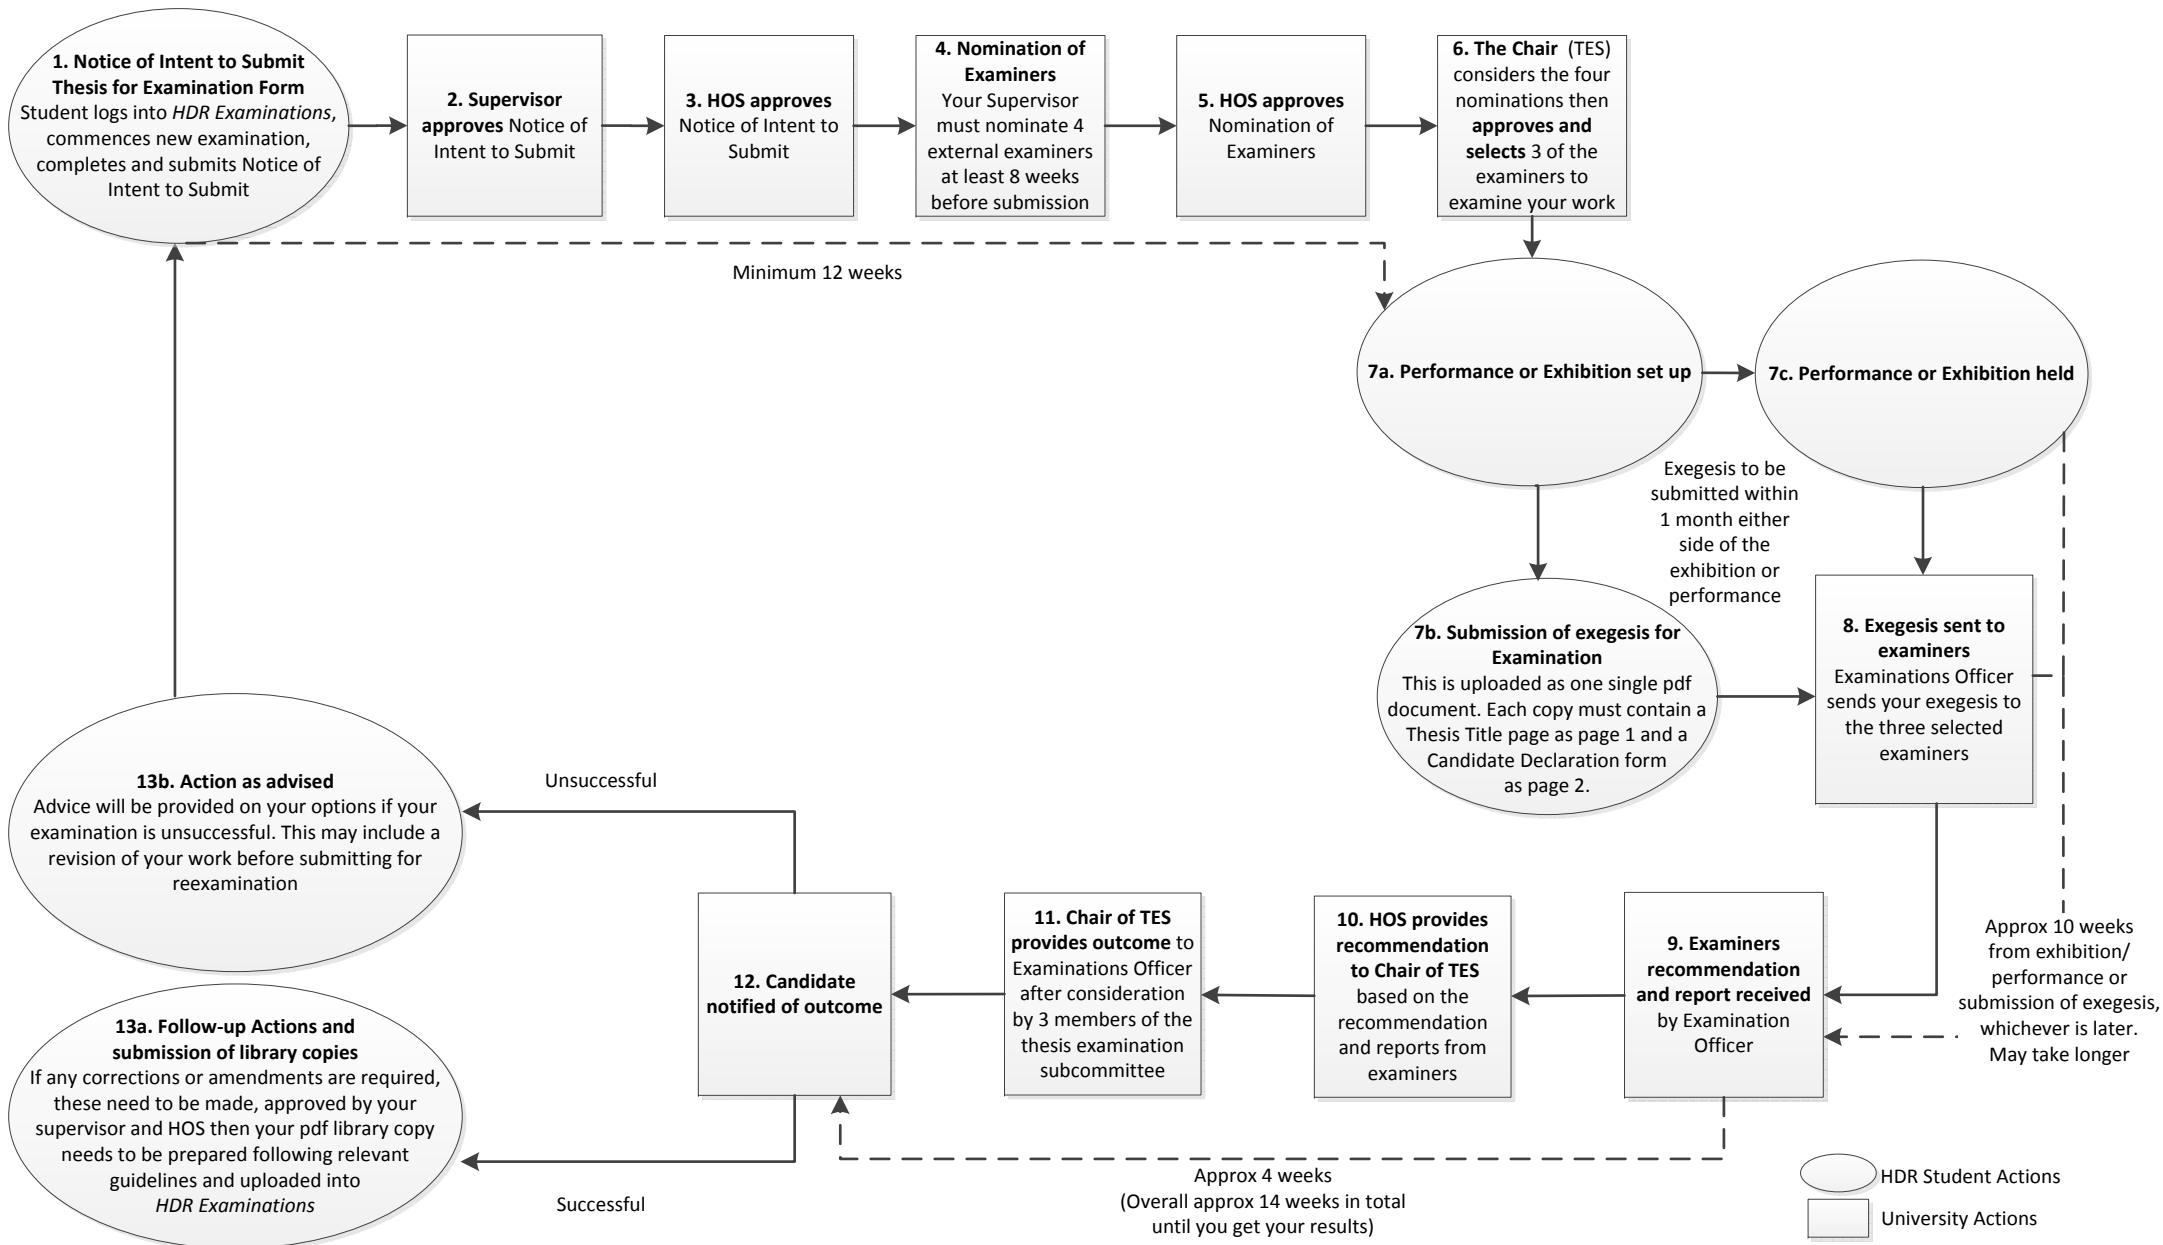 1. Notice of Intent to Submit
Thesis for Examination Form
Student logs into HDR Examinations,
commences new examination,
completes and submits Notice of
Intent to Submit
2. Supervisor
approves Notice of
Intent to Submit
3. HOS approves
Notice of Intent to
Submit
4. Nomination of
Examiners
Your Supervisor
must nominate 4
external examiners
at least 8 weeks
before submission
5. HOS approves
Nomination of
Examiners
6. The Chair (TES)
considers the four
nominations then
approves and
selects 3 of the
examiners to
examine your work
Minimum 12 weeks
7a. Performance or Exhibition set up
7c. Performance or Exhibition held
Exegesis to be
submitted within
1 month either
side of the
exhibition or
performance
7b. Submission of exegesis for
Examination
This is uploaded as one single pdf
document. Each copy must contain a
Thesis Title page as page 1 and a
Candidate Declaration form
as page 2.
8. Exegesis sent to
examiners
Examinations Officer
sends your exegesis to
the three selected
examiners
Approx 10 weeks
from exhibition/
performance or
submission of exegesis,
whichever is later.
May take longer
9. Examiners
recommendation
and report received
by Examination
Officer
10. HOS provides
recommendation
to Chair of TES
based on the
recommendation
and reports from
examiners
11. Chair of TES
provides outcome to
Examinations Officer
after consideration
by 3 members of the
thesis examination
subcommittee
12. Candidate
notified of outcome
Approx 4 weeks
(Overall approx 14 weeks in total
until you get your results)
Unsuccessful
13b. Action as advised
Advice will be provided on your options if your
examination is unsuccessful. This may include a
revision of your work before submitting for
reexamination
Successful
13a. Follow-up Actions and
submission of library copies
If any corrections or amendments are required,
these need to be made, approved by your
supervisor and HOS then your pdf library copy
needs to be prepared following relevant
guidelines and uploaded into
HDR Examinations
HDR Student Actions
University Actions